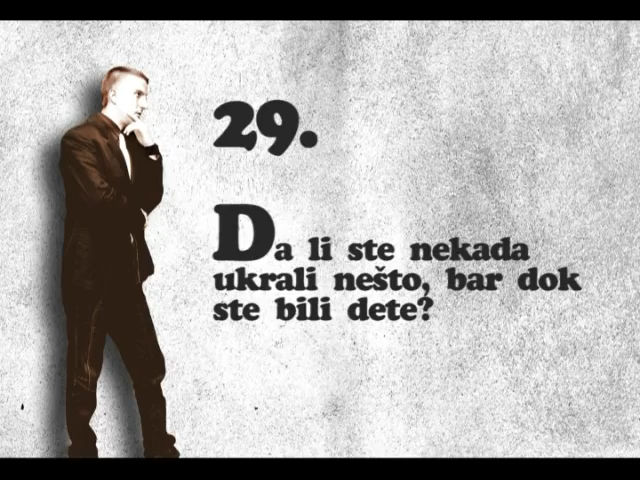 29.
Da li ste nekada
ukrali nešto, bar dok
ste bili dete?